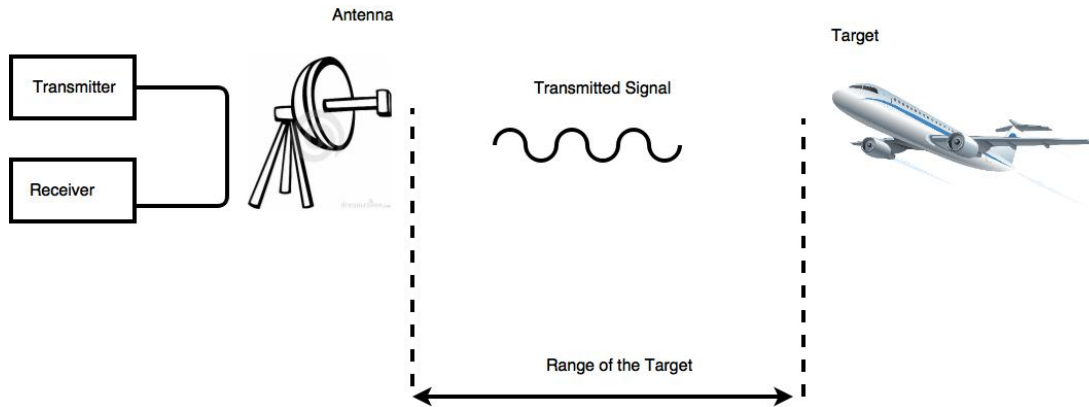 Antenna
Target
Transmitter
Transmitted Signal
Receiver
Range of the Target